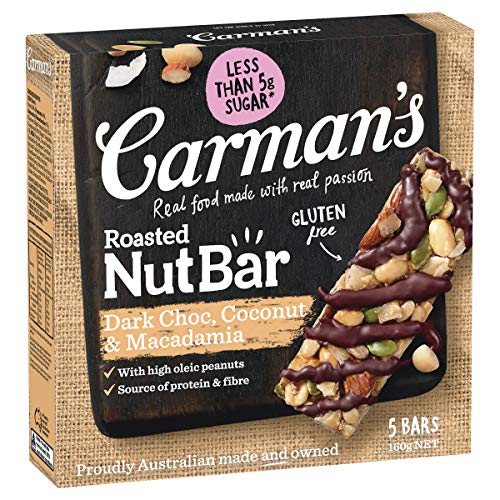 LESS
THAN 5g
SUGAR*
Carman's
Real food made with real passion
GLUTEN
free
Roasted
NutBar
Dark Choc, Coconut
& Macadamia
✓ With high oleic peanuts
✓ Source of protein & fibre
5 BARS
160g NET
Proudly Australian made and owned